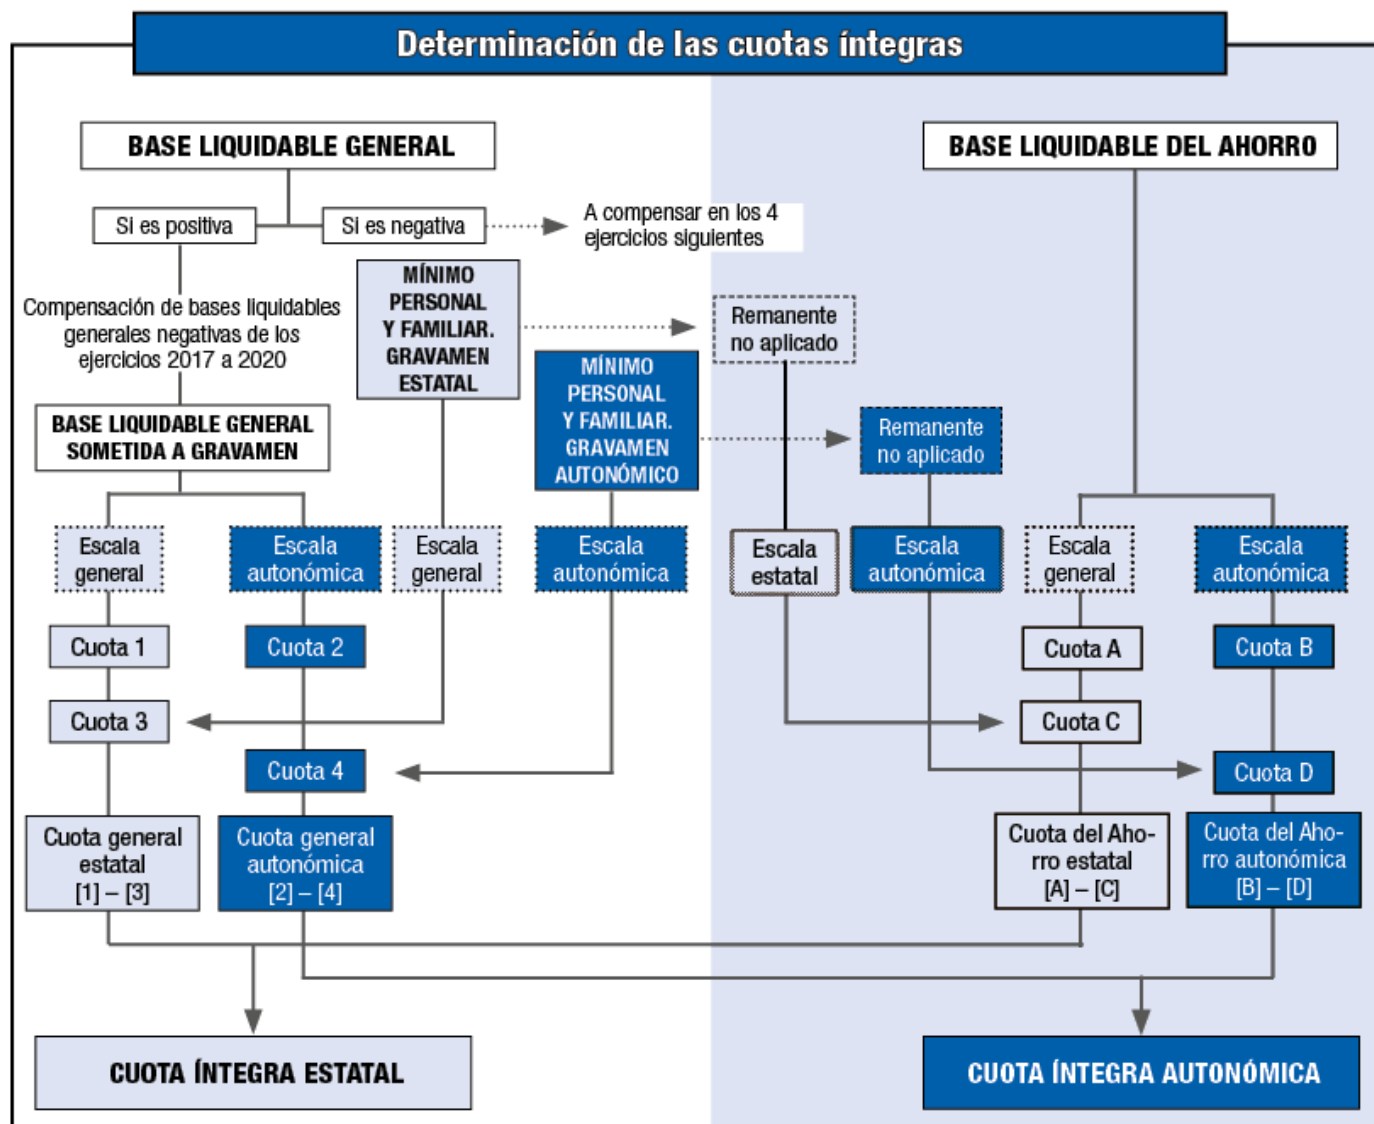 Determinación de las cuotas íntegras
BASE LIQUIDABLE GENERAL
BASE LIQUIDABLE DEL AHORRO
Si es positiva
Si es negativa
A compensar en los 4
ejercicios siguientes
Compensación de bases liquidables
generales negativas de los
ejercicios 2017 a 2020
MÍNIMO
PERSONAL
Y FAMILIAR.
GRAVAMEN
ESTATAL
Remanente
no aplicado
MÍNIMO
PERSONAL
Y FAMILIAR.
GRAVAMEN
AUTONÓMICO
Remanente
no aplicado
BASE LIQUIDABLE GENERAL
SOMETIDA A GRAVAMEN
Escala
general
Escala
autonómica
Escala
general
Escala
autonómica
Escala
estatal
Escala
autonómica
Escala
general
Escala
autonómica
Cuota 1
Cuota 2
Cuota A
Cuota B
Cuota 3
Cuota C
Cuota 4
Cuota D
Cuota general
estatal
[1] – [3]
Cuota general
autonómica
[2] – [4]
Cuota del Aho-
rro estatal
[A] – [C]
Cuota del Aho-
rro autonómica
[B] – [D]
CUOTA ÍNTEGRA ESTATAL
CUOTA ÍNTEGRA AUTONÓMICA